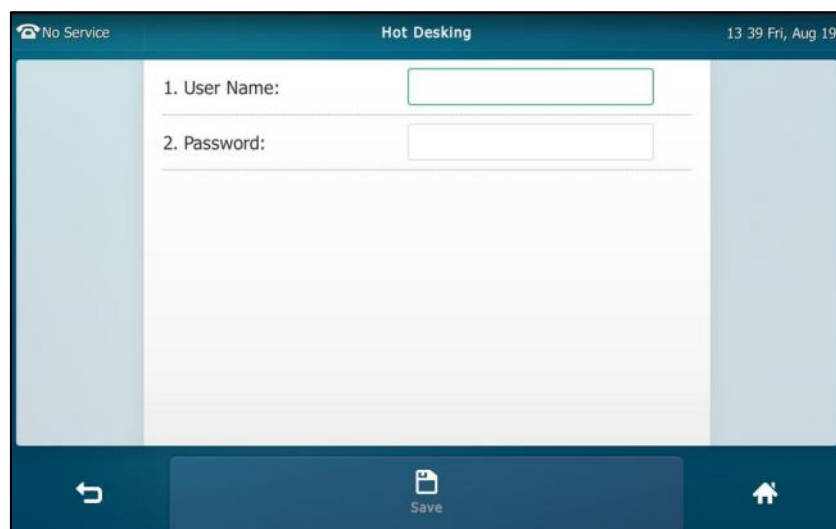 No Service
Hot Desking
13 39 Fri, Aug 19
1. User Name:
2. Password:
Save